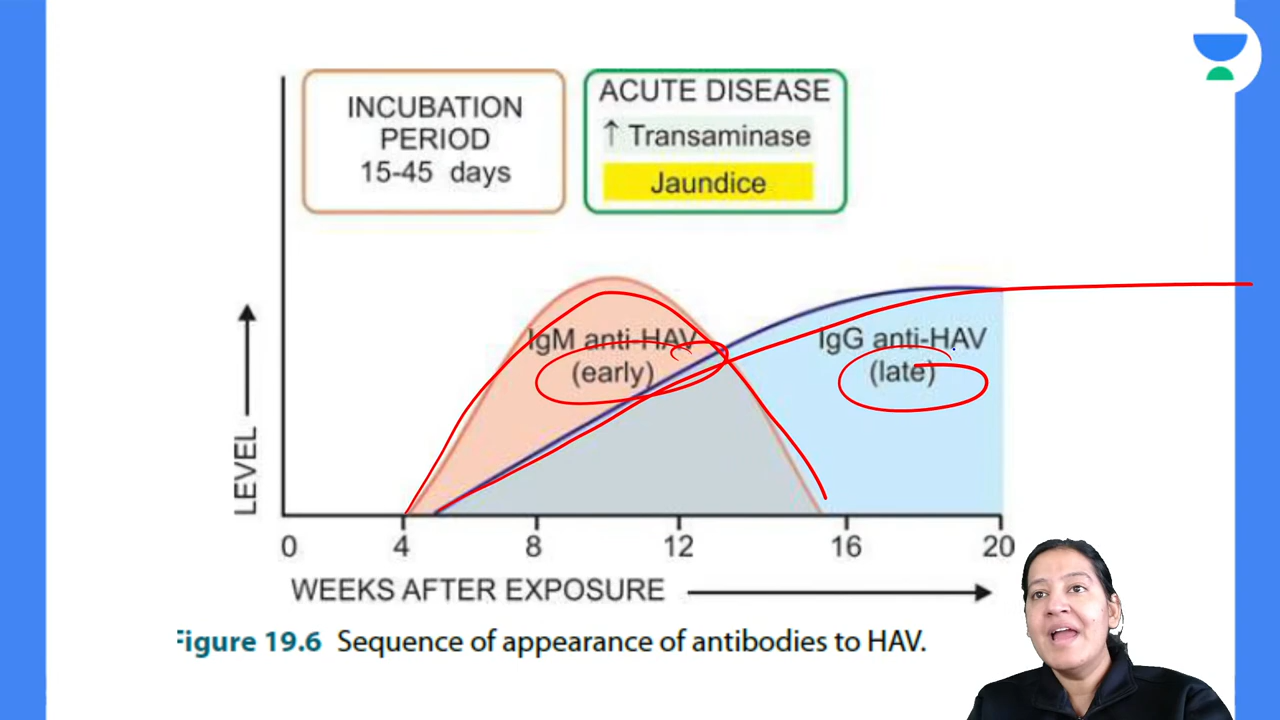 INCUBATION
PERIOD
15-45 days
ACUTE DISEASE
↑ Transaminase
Jaundice
LEVEL
IgM anti-HAV
(early)
IgG anti-HAV
(late)
0 4 8 12 16 20
WEEKS AFTER EXPOSURE
Figure 19.6 Sequence of appearance of antibodies to HAV.